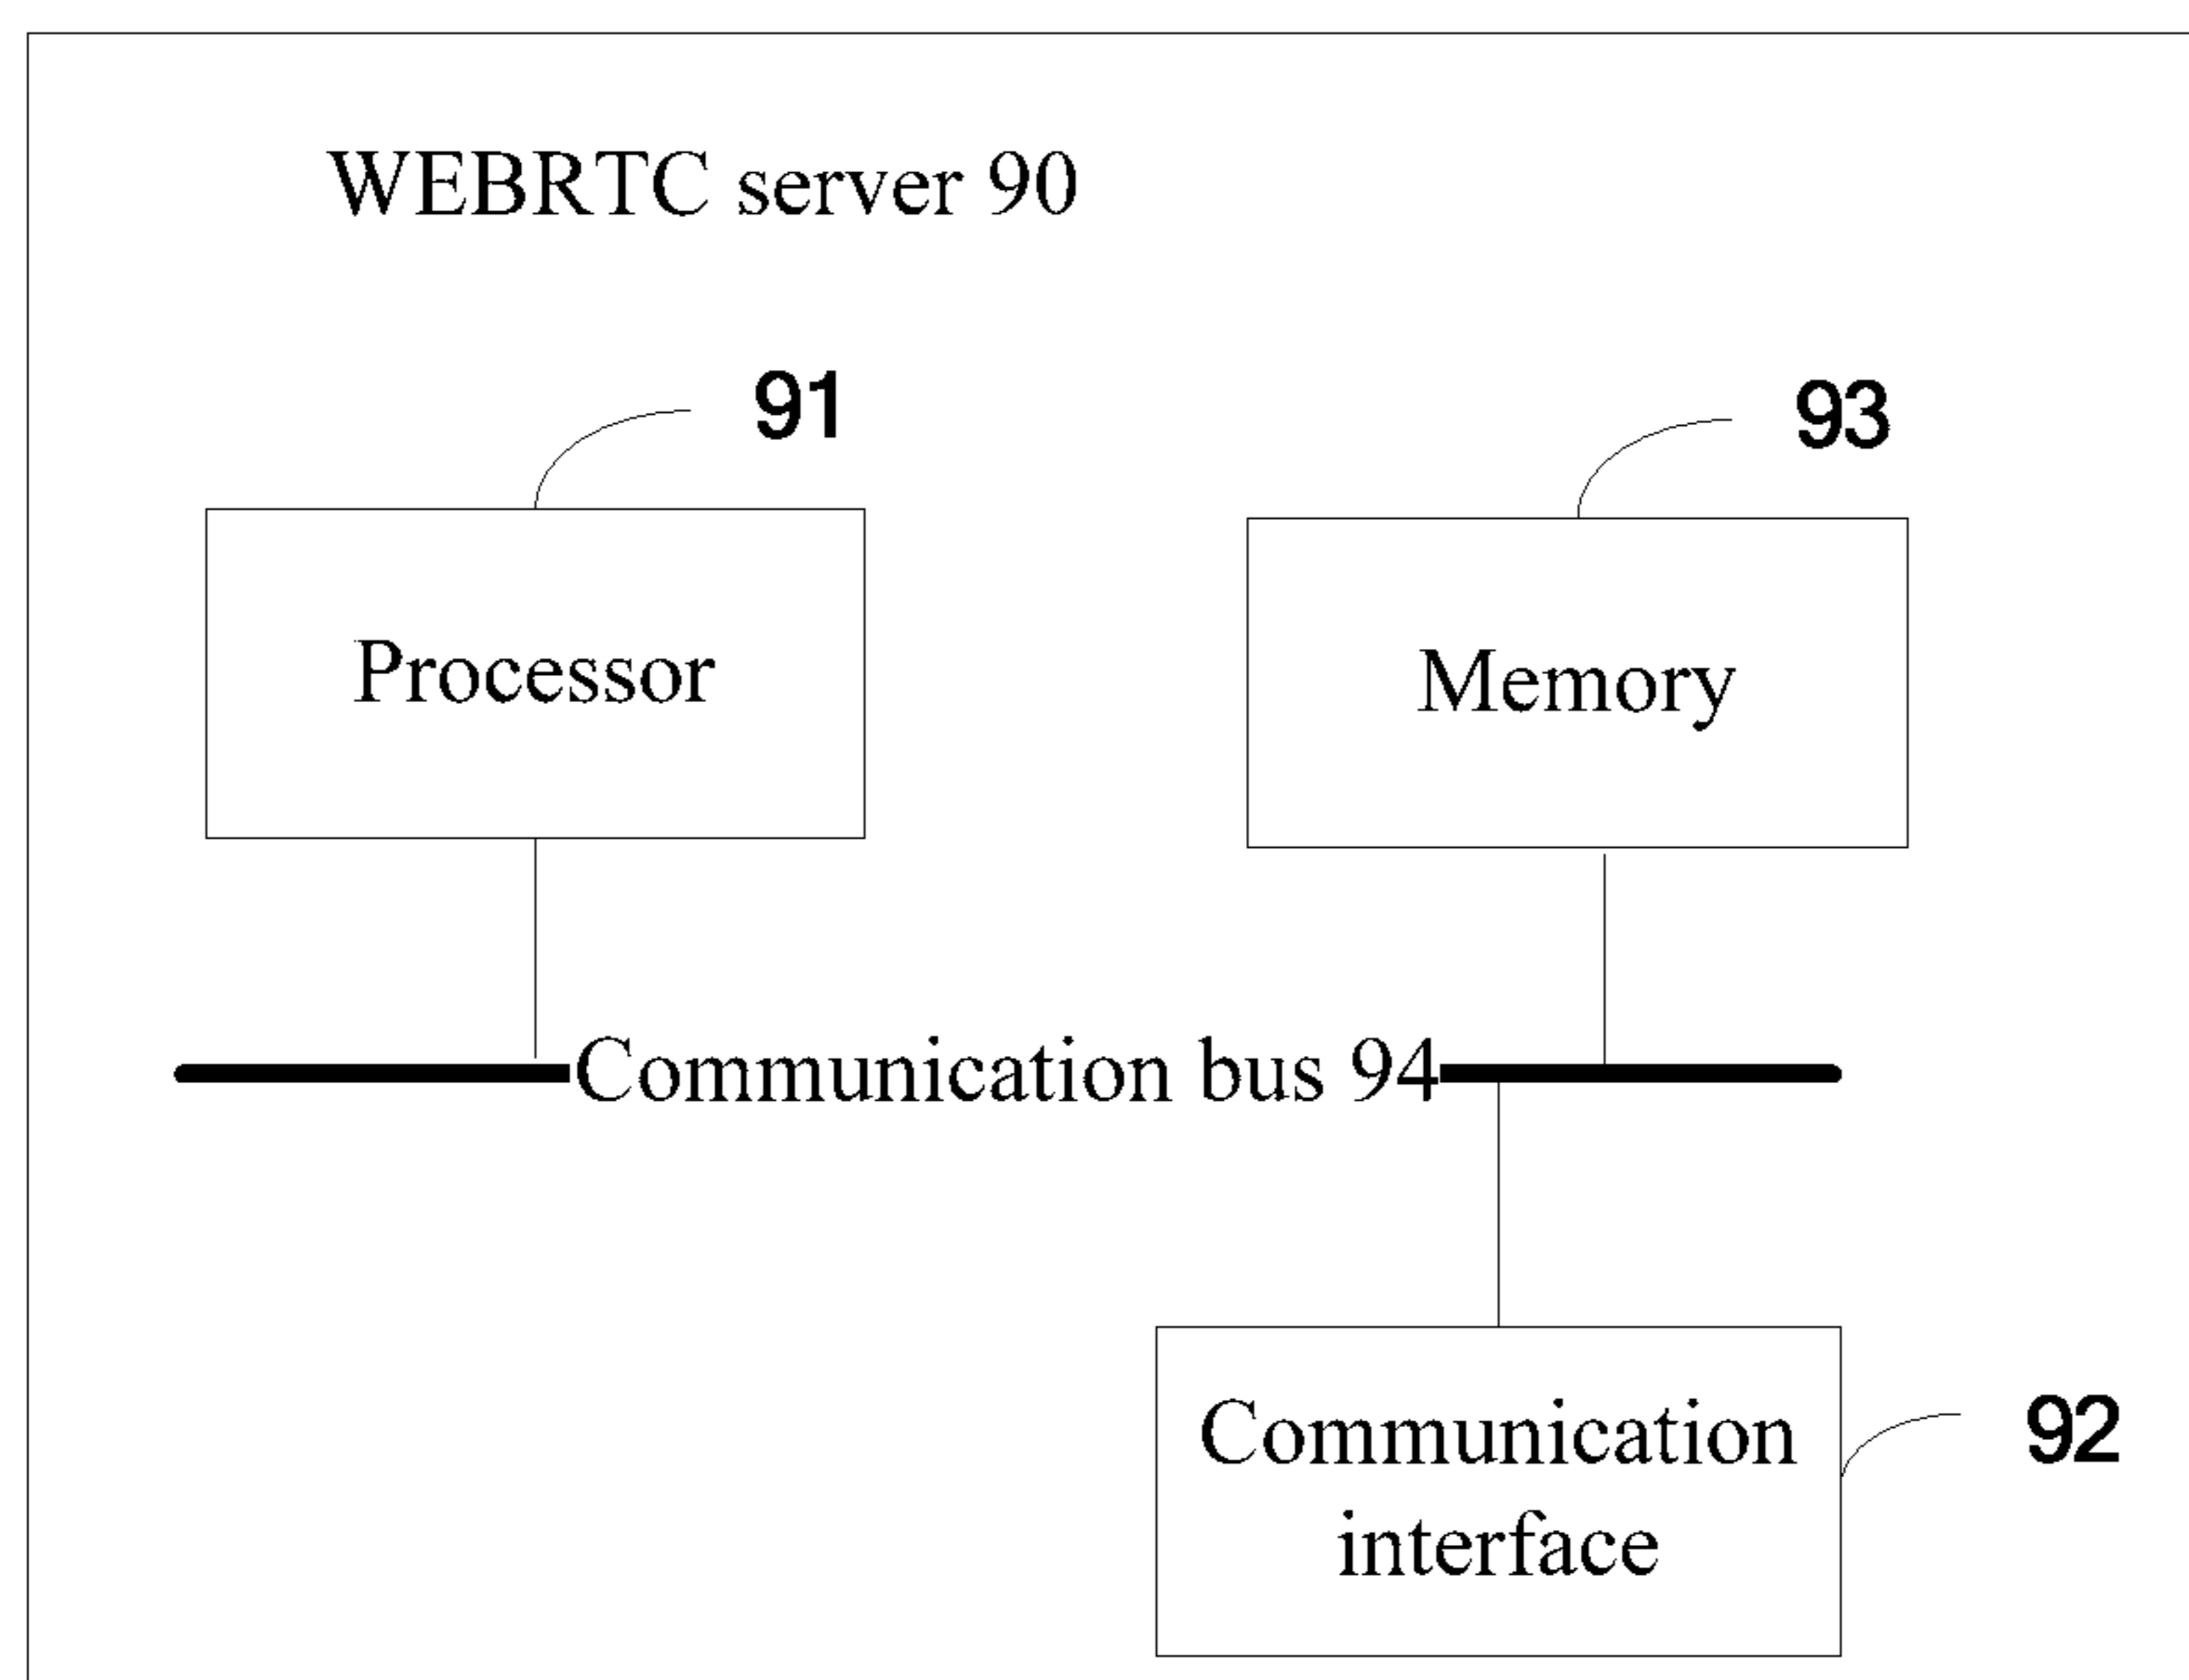 WEBRTC server 90
91
93
Processor
Memory
Communication bus 94
Communication
interface
92